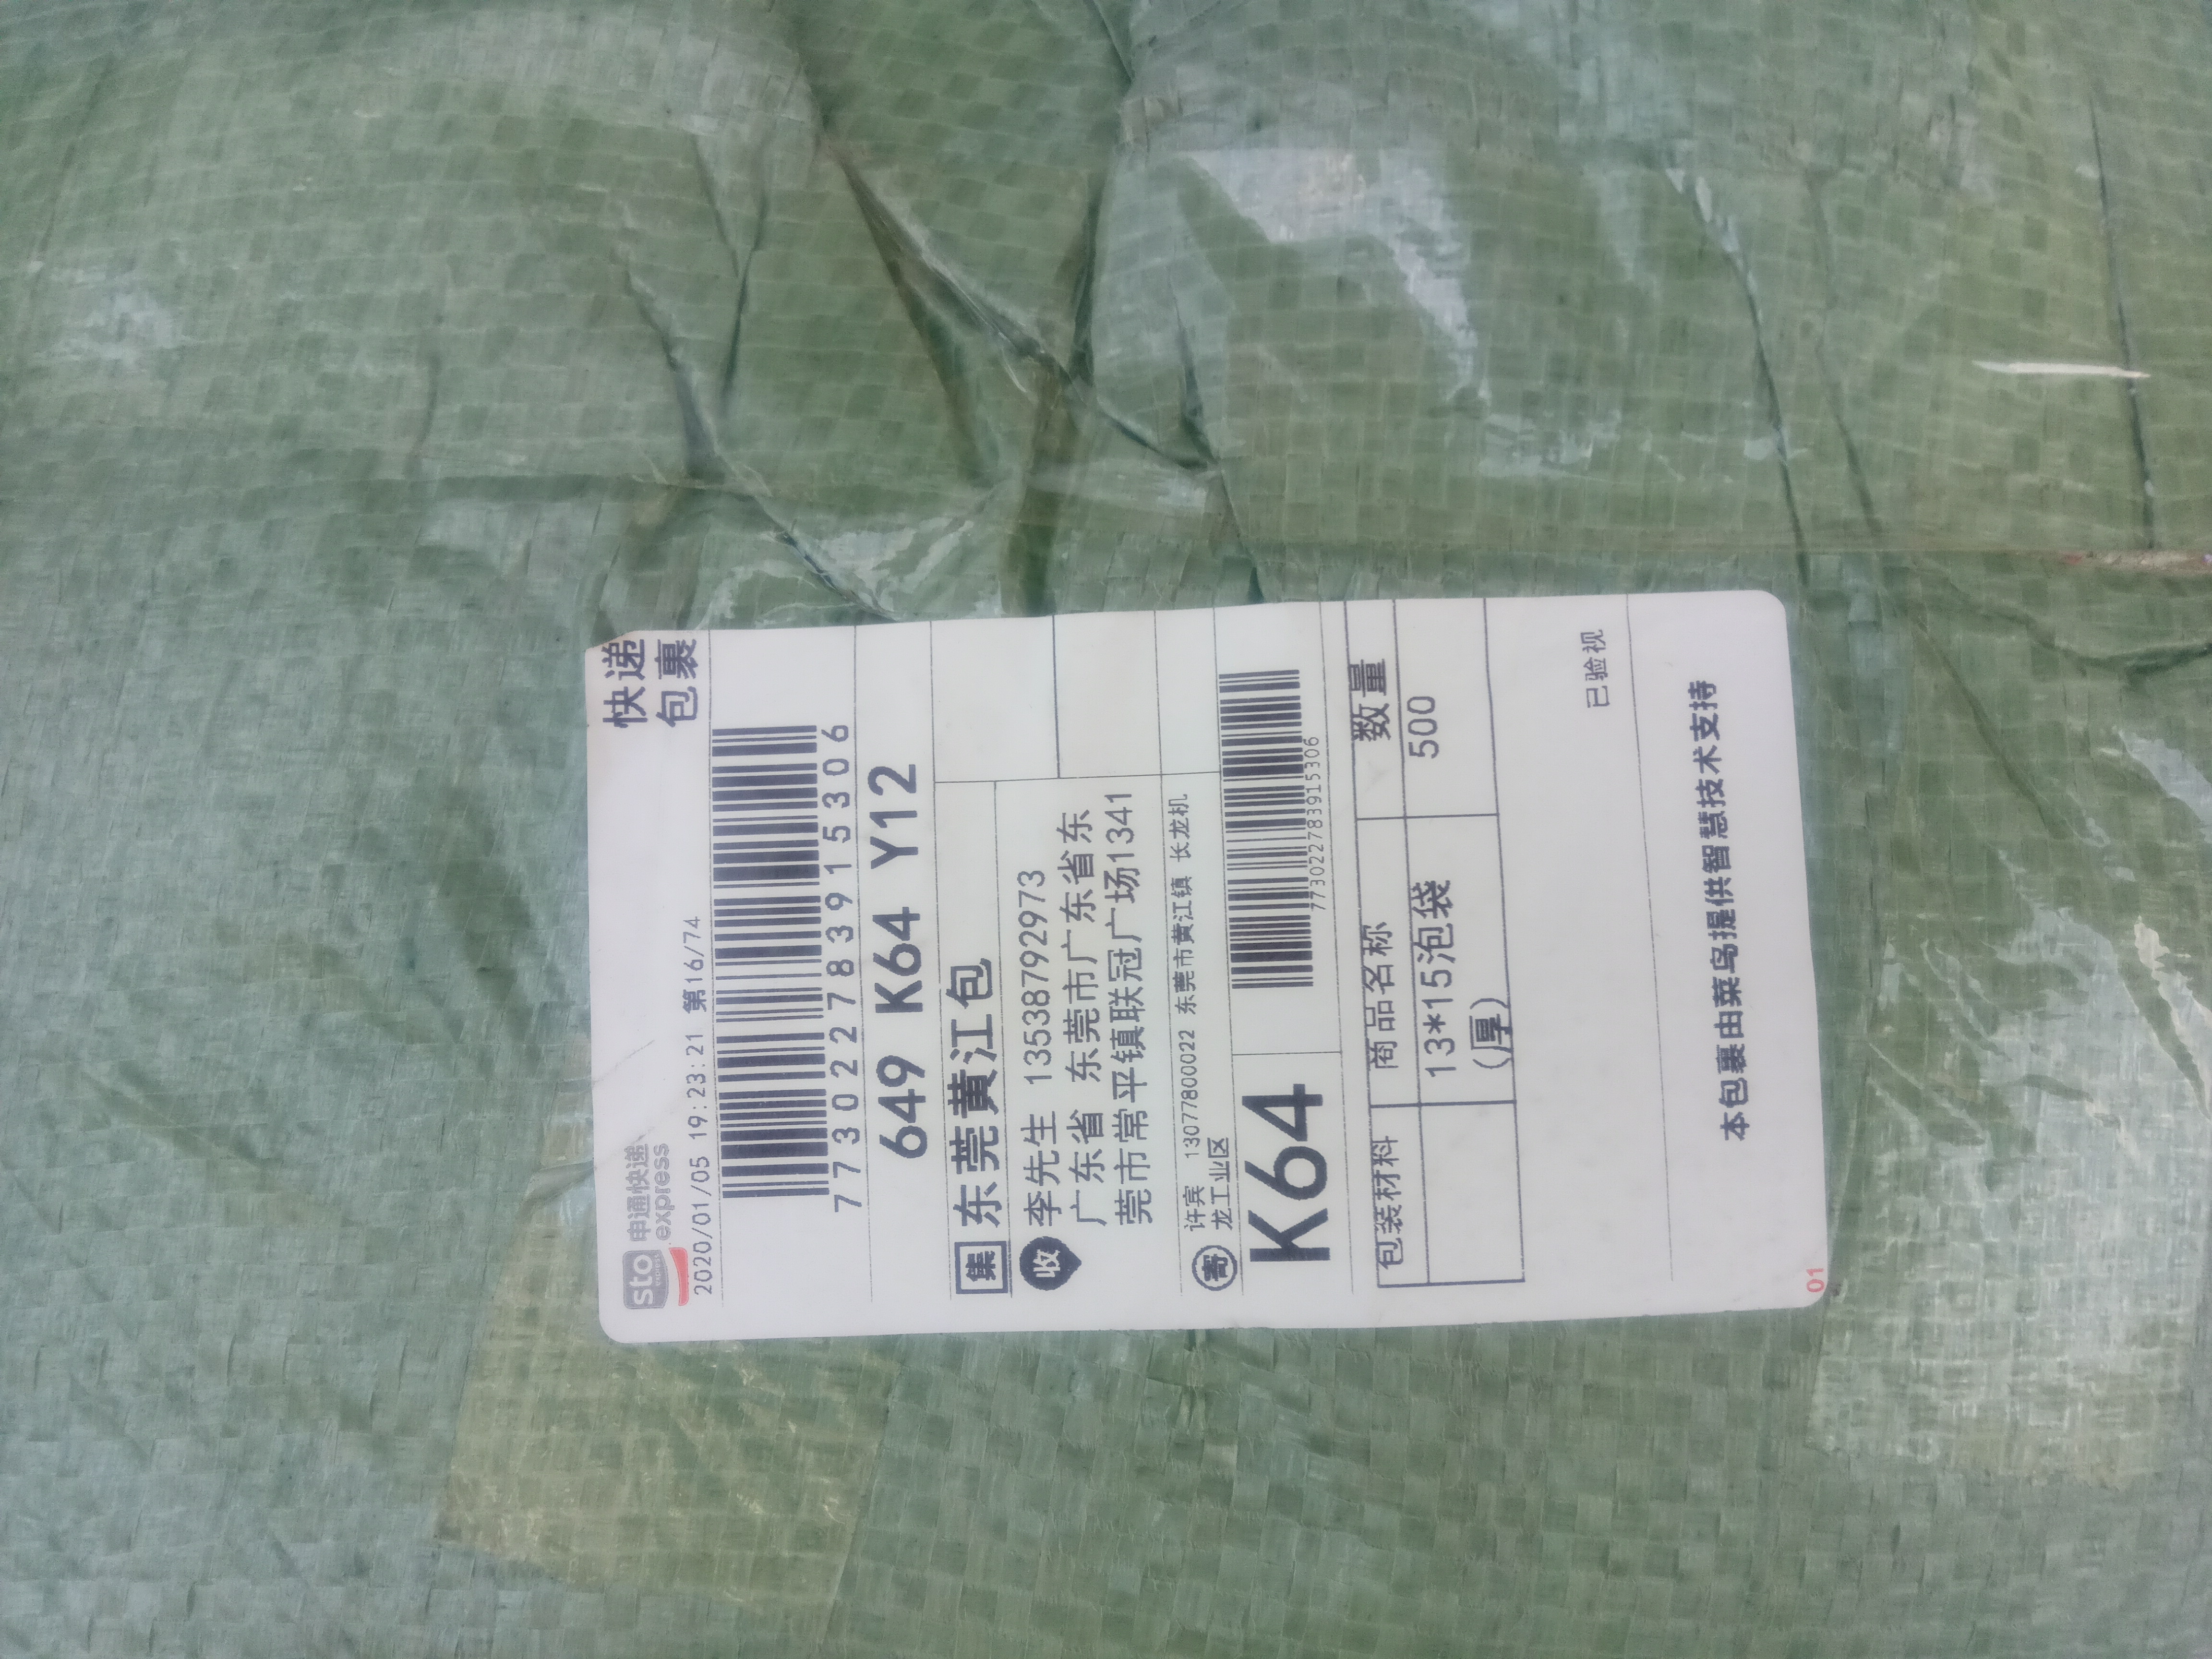 sto
express
申通快递
express
快递
包裹
2020/01/05 19:23:21 第16/74
773022783915306
649 K64 Y12
集 东莞黄江包
收 李先生 13538792973
广东省 东莞市广东省东
莞市常平镇联冠广场1341
寄 许宾 13077800022 东莞市黄江镇 长龙机
龙工业区
K64
773022783915306
包装材料 商品名称 数量
13*15泡袋 500
(厚)
已验视
本包裹由菜鸟提供智慧技术支持
01